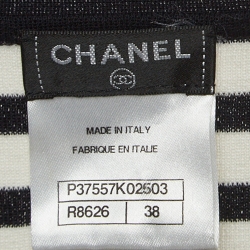 CHANEL
MADE IN ITALY
FABRIQUE EN ITALIE
P37557K02503
R8626 38